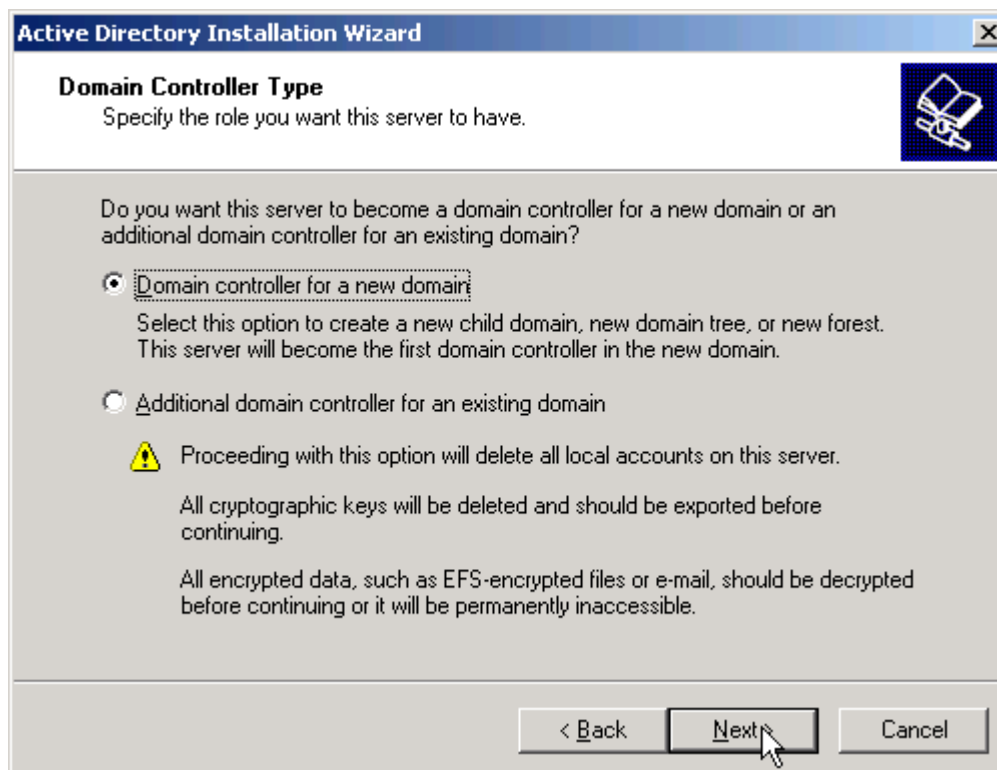 Active Directory Installation Wizard
Domain Controller Type
Specify the role you want this server to have.
Do you want this server to become a domain controller for a new domain or an
additional domain controller for an existing domain?
Domain controller for a new domain
Select this option to create a new child domain, new domain tree, or new forest.
This server will become the first domain controller in the new domain.
Additional domain controller for an existing domain
Proceeding with this option will delete all local accounts on this server.
All cryptographic keys will be deleted and should be exported before
continuing.
All encrypted data, such as EFS-encrypted files or e-mail, should be decrypted
before continuing or it will be permanently inaccessible.
< Back
Next >
Cancel